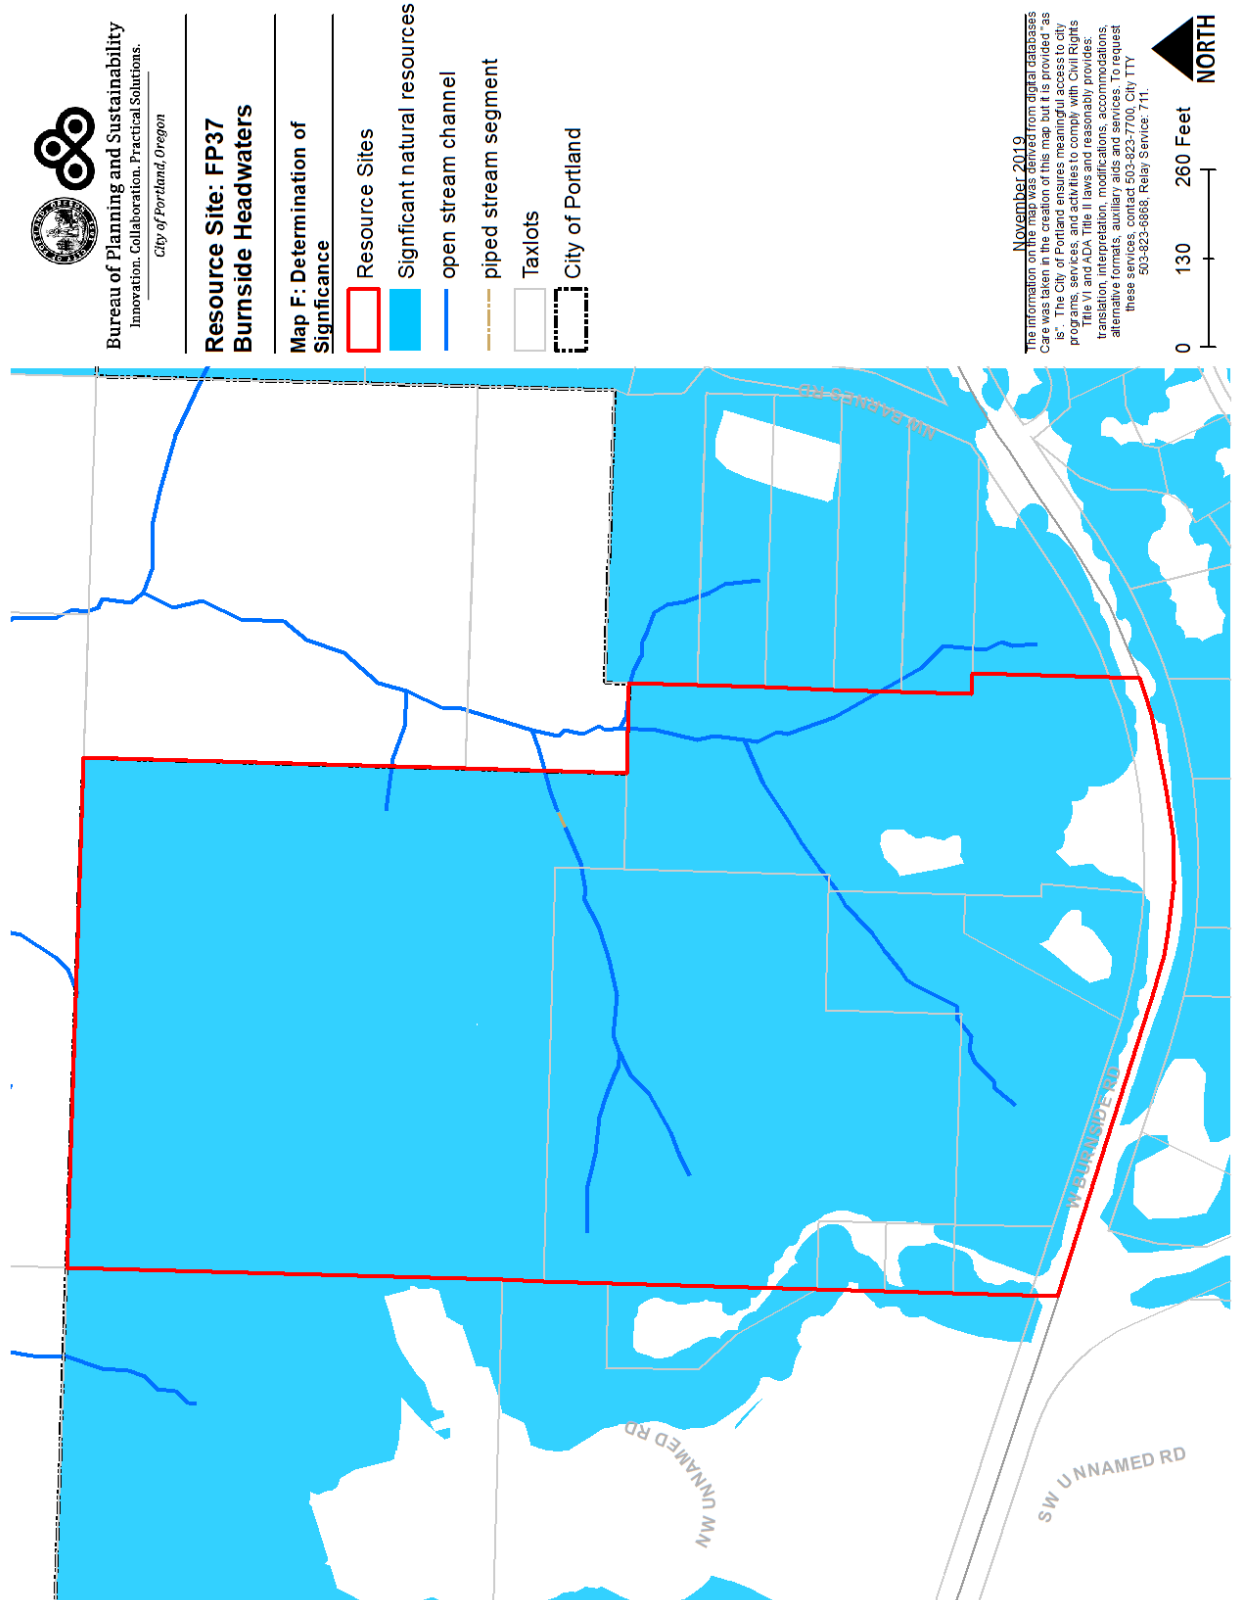 Bureau of Planning and Sustainability
Innovation. Collaboration. Practical Solutions.
City of Portland, Oregon
Resource Site: FP37
Burnside Headwaters
Map F: Determination of
Signficance
Resource Sites
Signficant natural resources
open stream channel
piped stream segment
Taxlots
City of Portland
November 2019
The information on the map was derived from digital databases
Care was taken in the creation of this map but it is provided "as
is". The City of Portland ensures meaningful access to city
programs, services, and activities to comply with Civil Rights
Title VI and ADA Title II laws and reasonably provides:
translation, interpretation, modifications, accommodations,
alternative formats, auxiliary aids and services. To request
these services, contact 503-823-7700, City TTY
503-823-6868, Relay Service: 711.
0 130 260 Feet
NORTH
NW BARNES RD
W BURNSIDE RD
NW UNNAMED RD
SW UNNAMED RD